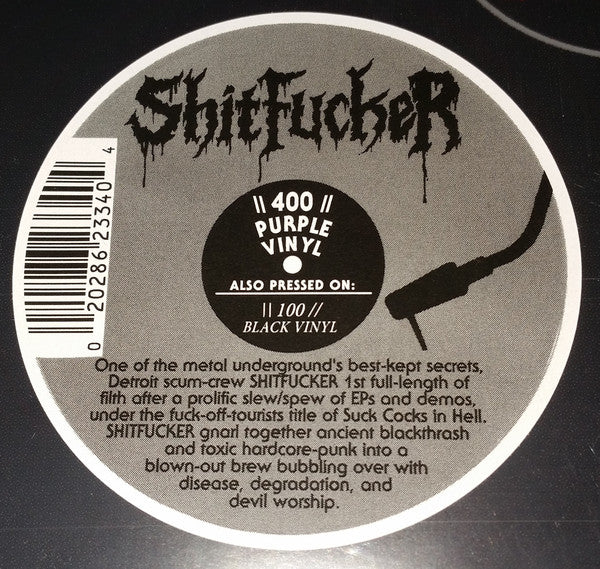 ShitFuckeR
|| 400 ||
PURPLE
VINYL
ALSO PRESSED ON:
|| 100 //
BLACK VINYL
0 20286 23340 4
One of the metal underground's best-kept secrets,
Detroit scum-crew SHITFUCKER 1st full-length of
filth after a prolific slew/spew of EPs and demos,
under the fuck-off-tourists title of Suck Cocks in Hell.
SHITFUCKER gnarl together ancient blackthrash
and toxic hardcore-punk into a
blown-out brew bubbling over with
disease, degradation, and
devil worship.